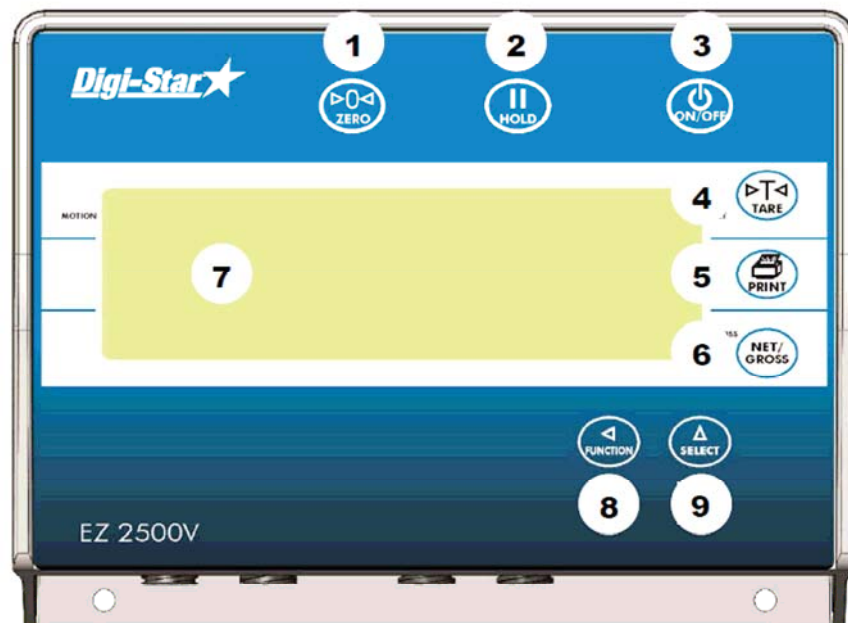 1 2 3
Digi-Star
▷0◁
ZERO
HOLD
ON/OFF
4
▷T◁
TARE
MOTION
7
5
PRINT
6
NET/
GROSS
◁
FUNCTION
△
SELECT
8 9
EZ 2500V